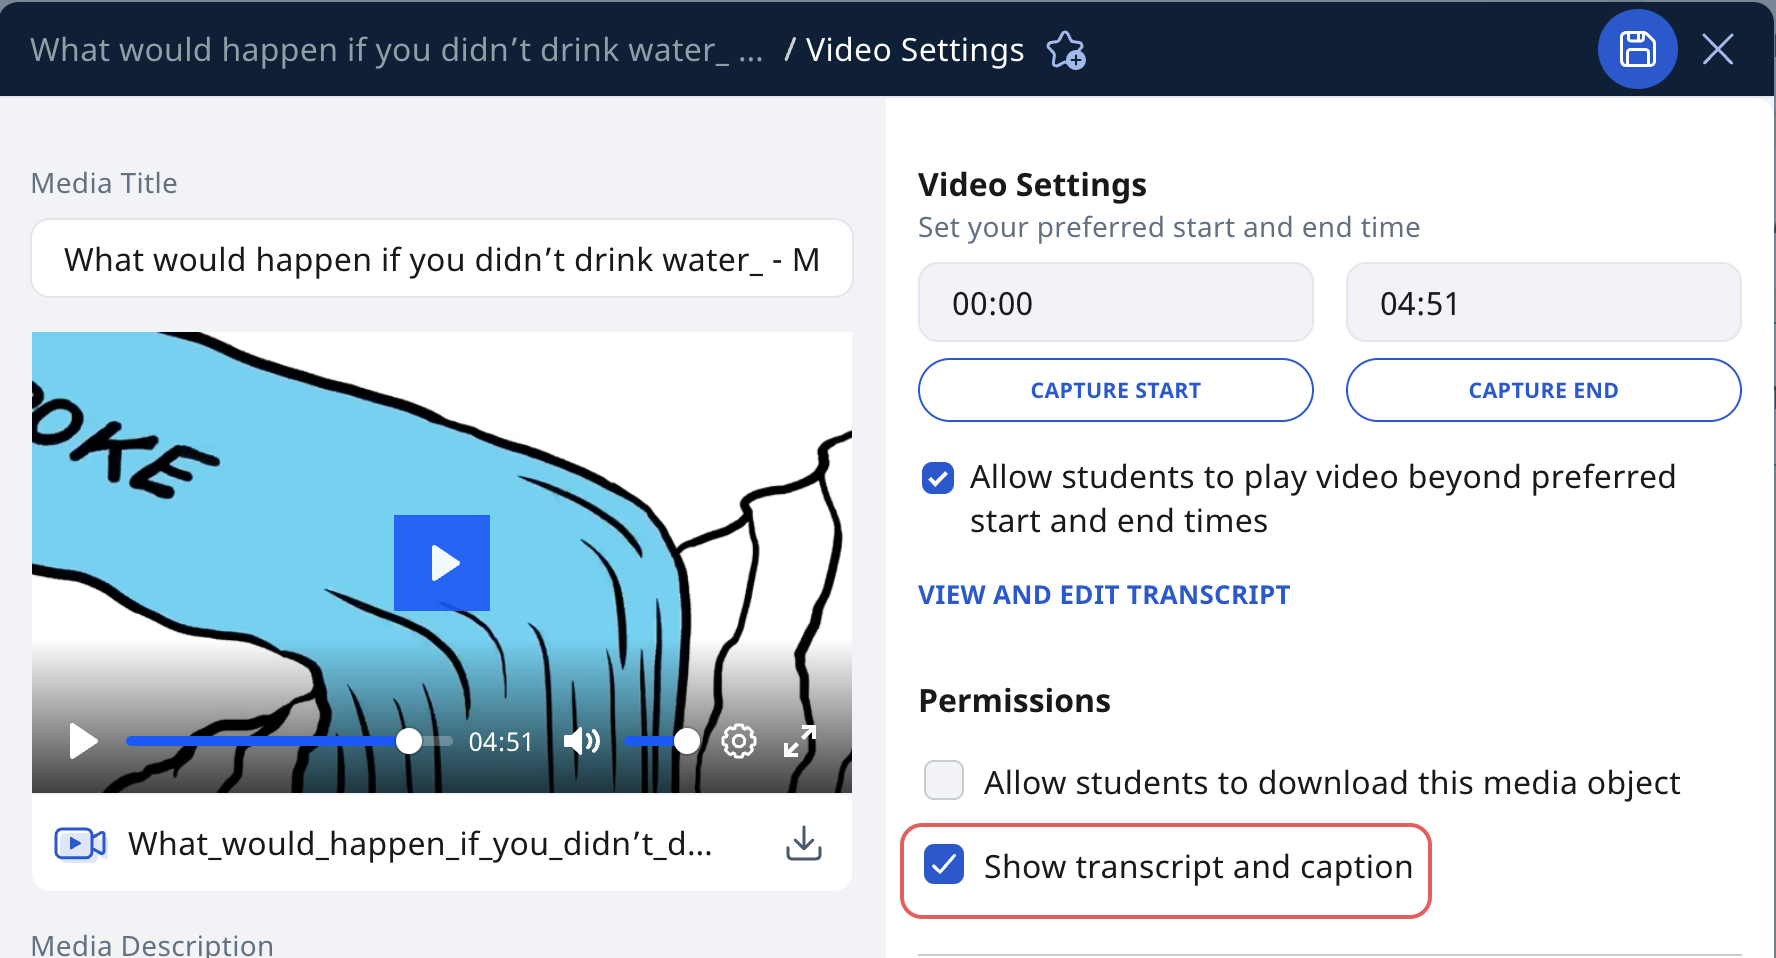 What would happen if you didn’t drink water_ ... / Video Settings
Media Title
What would happen if you didn’t drink water_ - M
OKE
04:51
What_would_happen_if_you_didn’t_d...
Media Description
Video Settings
Set your preferred start and end time
00:00
04:51
CAPTURE START
CAPTURE END
Allow students to play video beyond preferred
start and end times
VIEW AND EDIT TRANSCRIPT
Permissions
Allow students to download this media object
Show transcript and caption